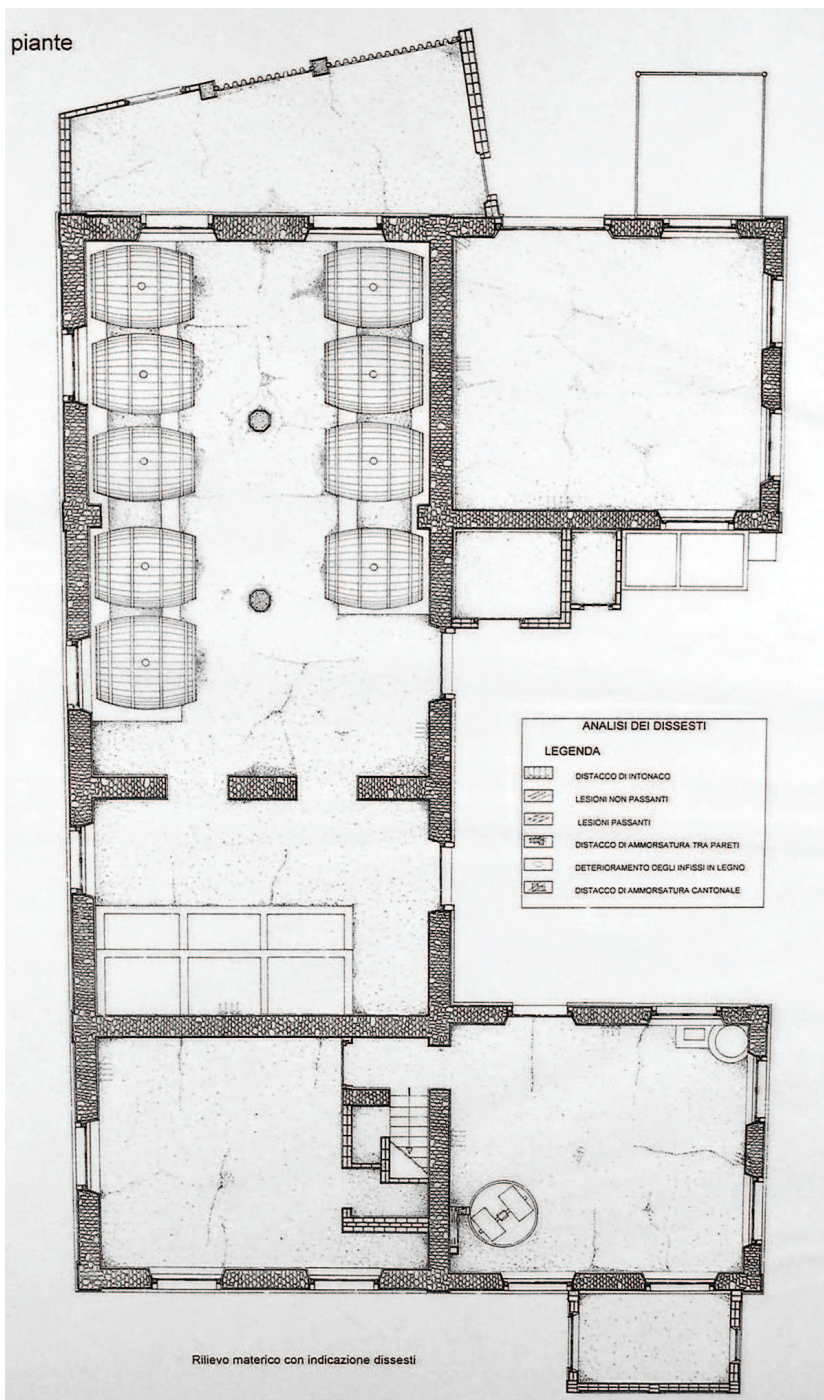 piante
ANALISI DEI DISSESTI
LEGENDA
DISTACCO DI INTONACO
LESIONI NON PASSANTI
LESIONI PASSANTI
DISTACCO DI AMMORSATURA TRA PARETI
DETERIORAMENTO DEGLI INFISSI IN LEGNO
DISTACCO DI AMMORSATURA CANTONALE
Rilievo materico con indicazione dissesti